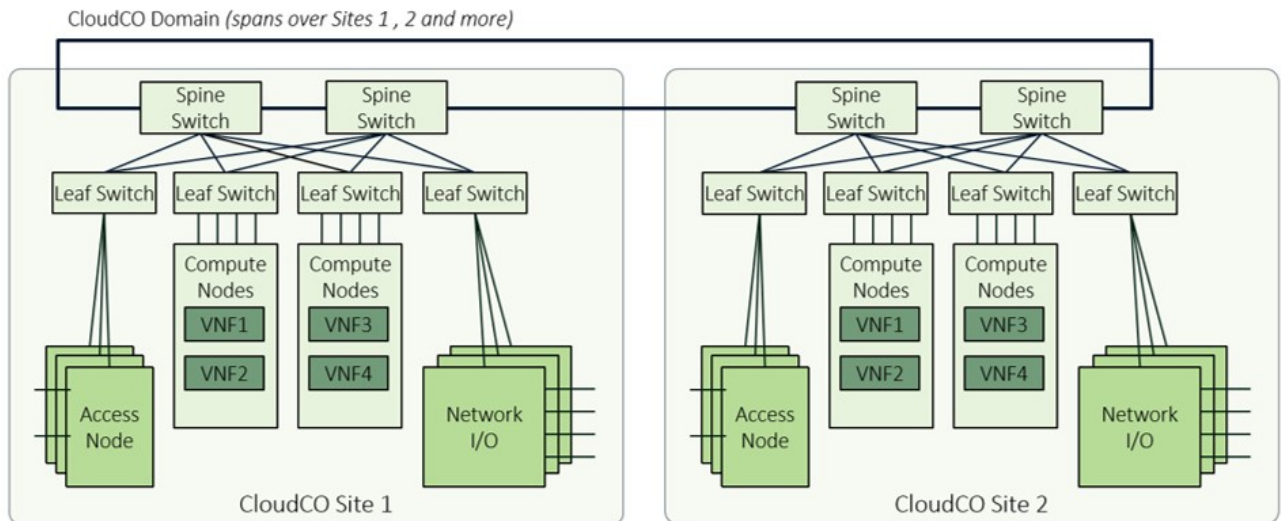 CloudCO Domain (spans over Sites 1 , 2 and more)
Spine
Switch
Spine
Switch
Spine
Switch
Spine
Switch
Leaf Switch
Leaf Switch
Leaf Switch
Leaf Switch
Leaf Switch
Leaf Switch
Leaf Switch
Leaf Switch
Compute
Nodes
VNF1
VNF2
Compute
Nodes
VNF3
VNF4
Compute
Nodes
VNF1
VNF2
Compute
Nodes
VNF3
VNF4
Access
Node
Network
I/O
Access
Node
Network
I/O
CloudCO Site 1
CloudCO Site 2